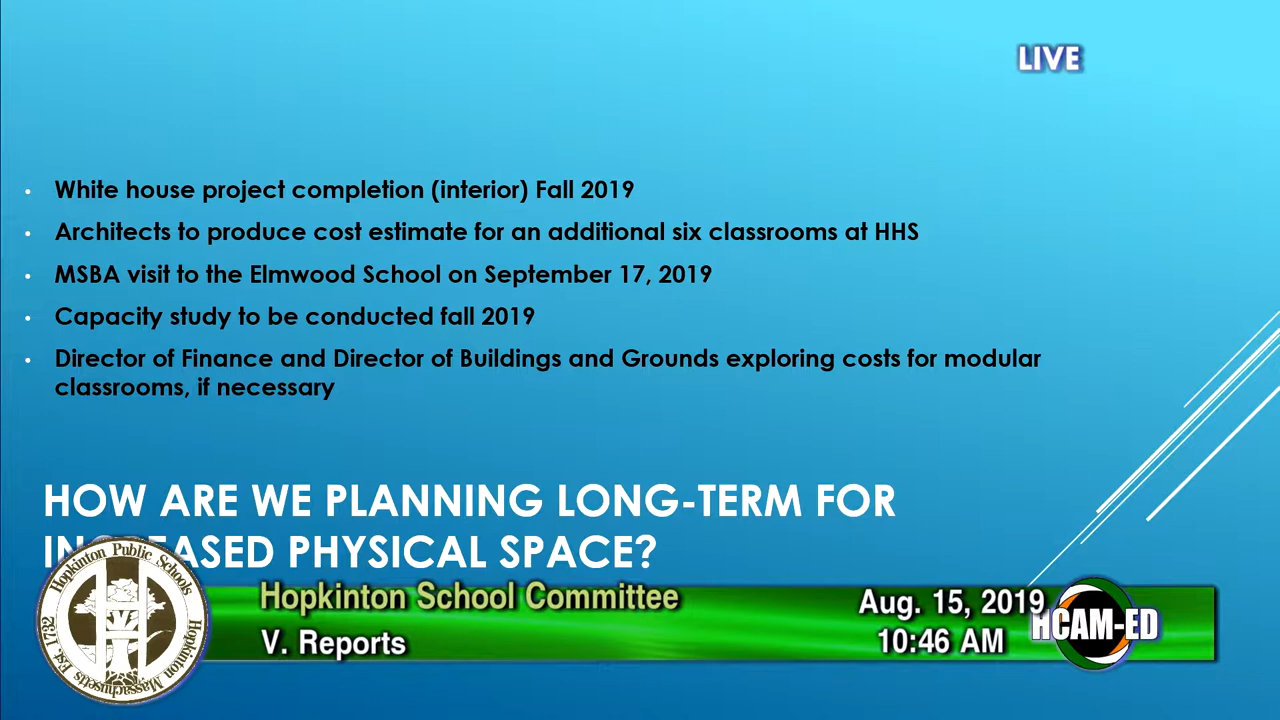 LIVE
White house project completion (interior) Fall 2019
Architects to produce cost estimate for an additional six classrooms at HHS
MSBA visit to the Elmwood School on September 17, 2019
Capacity study to be conducted fall 2019
Director of Finance and Director of Buildings and Grounds exploring costs for modular
classrooms, if necessary
HOW ARE WE PLANNING LONG-TERM FOR
PHYSICAL SPACE?
Hopkinton Public Schools
Hopkinton Massachusetts Est. 1732
H
Hopkinton School Committee
V. Reports
Aug. 15, 2019
10:46 AM
HCAM-ED